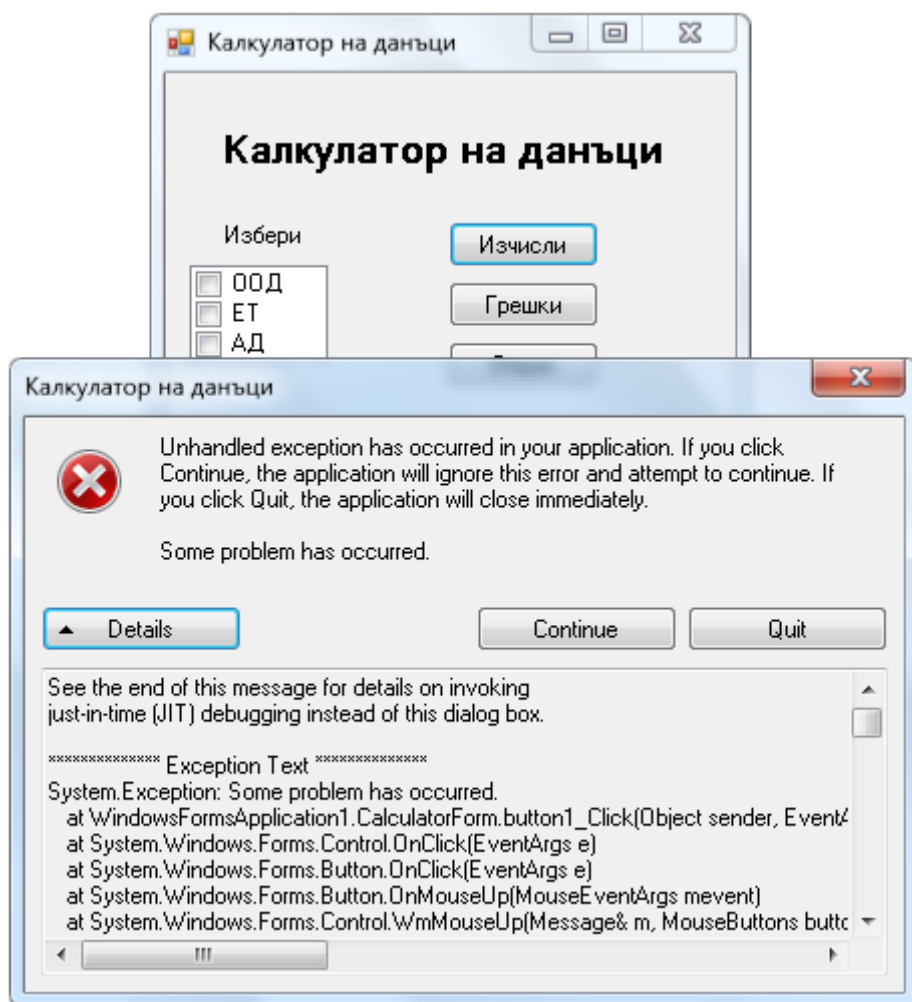 Калкулатор на данъци
Калкулатор на данъци
Избери
Изчисли
ООД
ЕТ
АД
Грешки
Калкулатор на данъци
Unhandled exception has occurred in your application. If you click
Continue, the application will ignore this error and attempt to continue. If
you click Quit, the application will close immediately.
Some problem has occurred.
Details
Continue
Quit
See the end of this message for details on invoking
just-in-time (JIT) debugging instead of this dialog box.
************** Exception Text **************
System.Exception: Some problem has occurred.
at WindowsFormsApplication1.CalculatorForm.button1_Click(Object sender,
at System.Windows.Forms.Control.OnClick(EventArgs e)
at System.Windows.Forms.Button.OnClick(EventArgs e)
at System.Windows.Forms.Button.OnMouseUp(MouseEventArgs mevent)
at System.Windows.Forms.Control.WmMouseUp(Message& m, MouseButtons